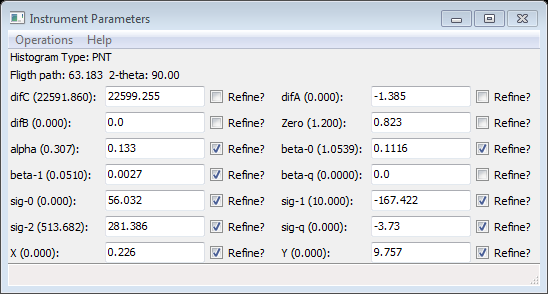 Instrument Parameters
Operations Help
Histogram Type: PNT
Fligth path: 63.183 2-theta: 90.00
difC (22591.860): 22599.255 Refine? difA (0.000): -1.385 Refine?
difB (0.000): 0.0 Refine? Zero (1.200): 0.823 Refine?
alpha (0.307): 0.133 Refine? beta-0 (1.0539): 0.1116 Refine?
beta-1 (0.0510): 0.0027 Refine? beta-q (0.0000): 0.0 Refine?
sig-0 (0.000): 56.032 Refine? sig-1 (10.000): -167.422 Refine?
sig-2 (513.682): 281.386 Refine? sig-q (0.000): -3.73 Refine?
X (0.000): 0.226 Refine? Y (0.000): 9.757 Refine?